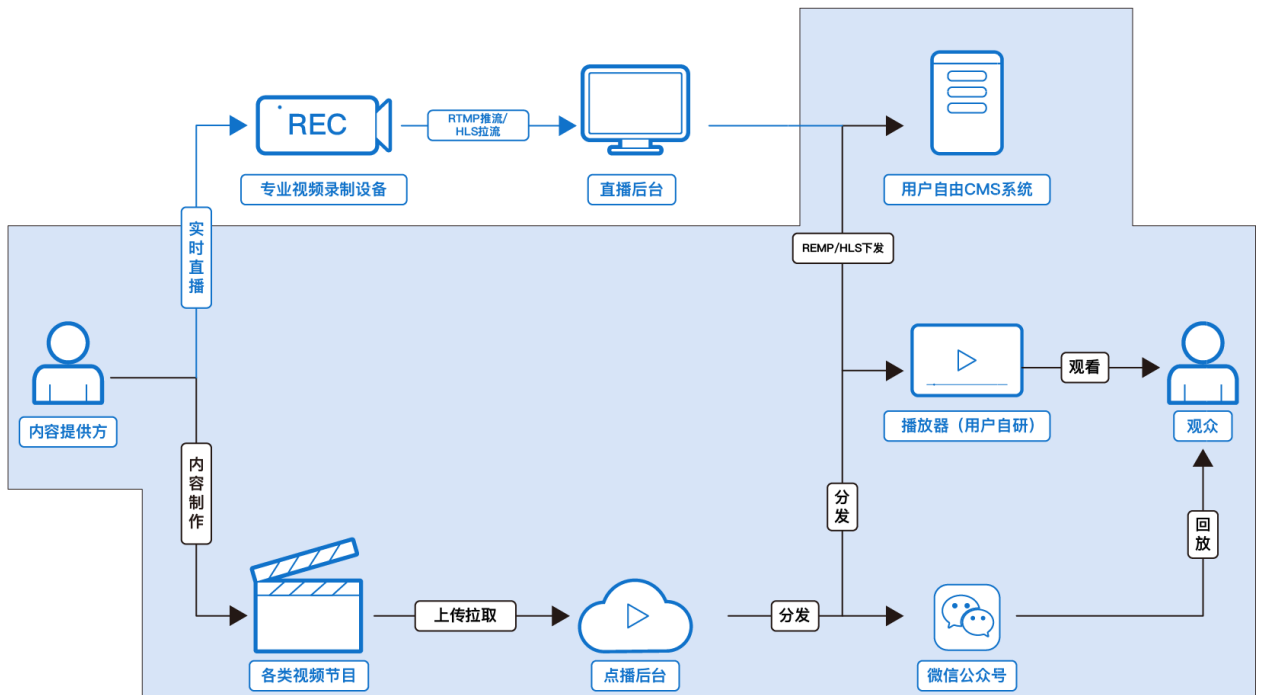 REC
RTMP推流/
HLS拉流
专业视频录制设备
直播后台
用户自由CMS系统
实时直播
REMP/HLS下发
内容提供方
播放器（用户自研）
观看
观众
内容制作
分发
回放
上传拉取
分发
各类视频节目
点播后台
微信公众号